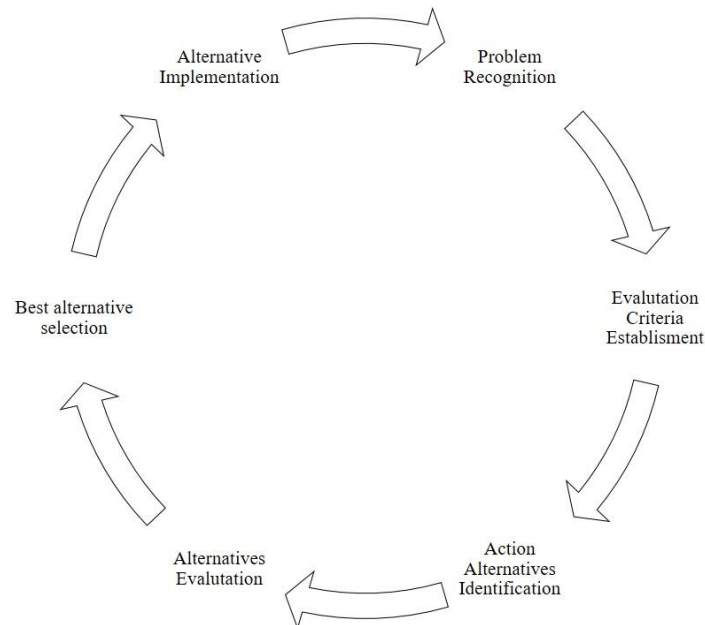 Alternative
Implementation
Problem
Recognition
Evalutation
Criteria
Establisment
Action
Alternatives
Identification
Alternatives
Evalutation
Best alternative
selection